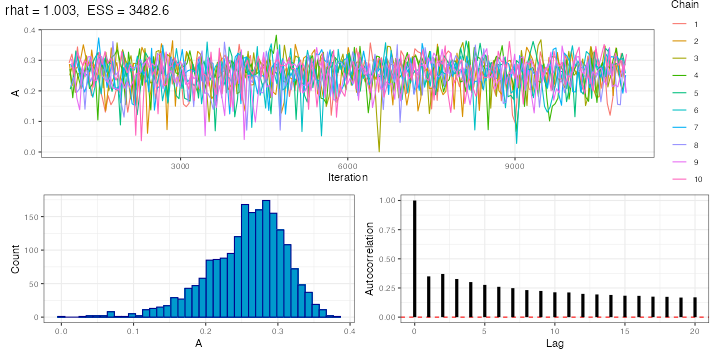 rhat = 1.003, ESS = 3482.6
Chain
1
2
3
4
5
6
7
8
9
10
0.4
0.3
0.2
0.1
0.0
A
3000 6000 9000
Iteration
150
100
50
0
Count
0.0 0.1 0.2 0.3 0.4
A
1.00
0.75
0.50
0.25
0.00
Autocorrelation
0 5 10 15 20
Lag